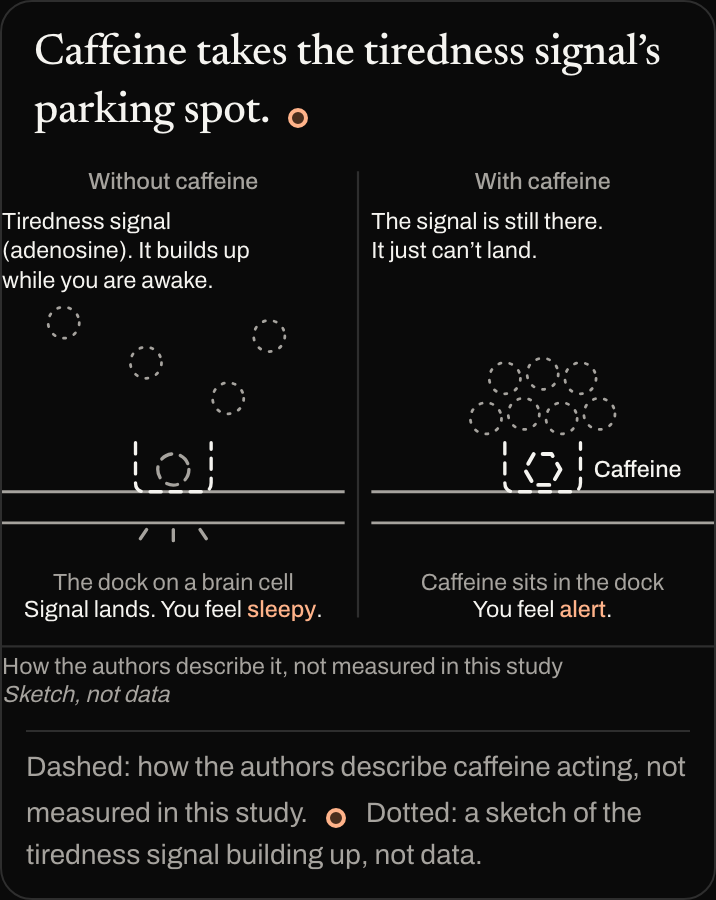 Caffeine takes the tiredness signal’s
parking spot.
Without caffeine
Tiredness signal
(adenosine). It builds up
while you are awake.
The dock on a brain cell
Signal lands. You feel sleepy.
With caffeine
The signal is still there.
It just can’t land.
Caffeine
Caffeine sits in the dock
You feel alert.
How the authors describe it, not measured in this study
Sketch, not data
Dashed: how the authors describe caffeine acting, not
measured in this study. Dotted: a sketch of the
tiredness signal building up, not data.